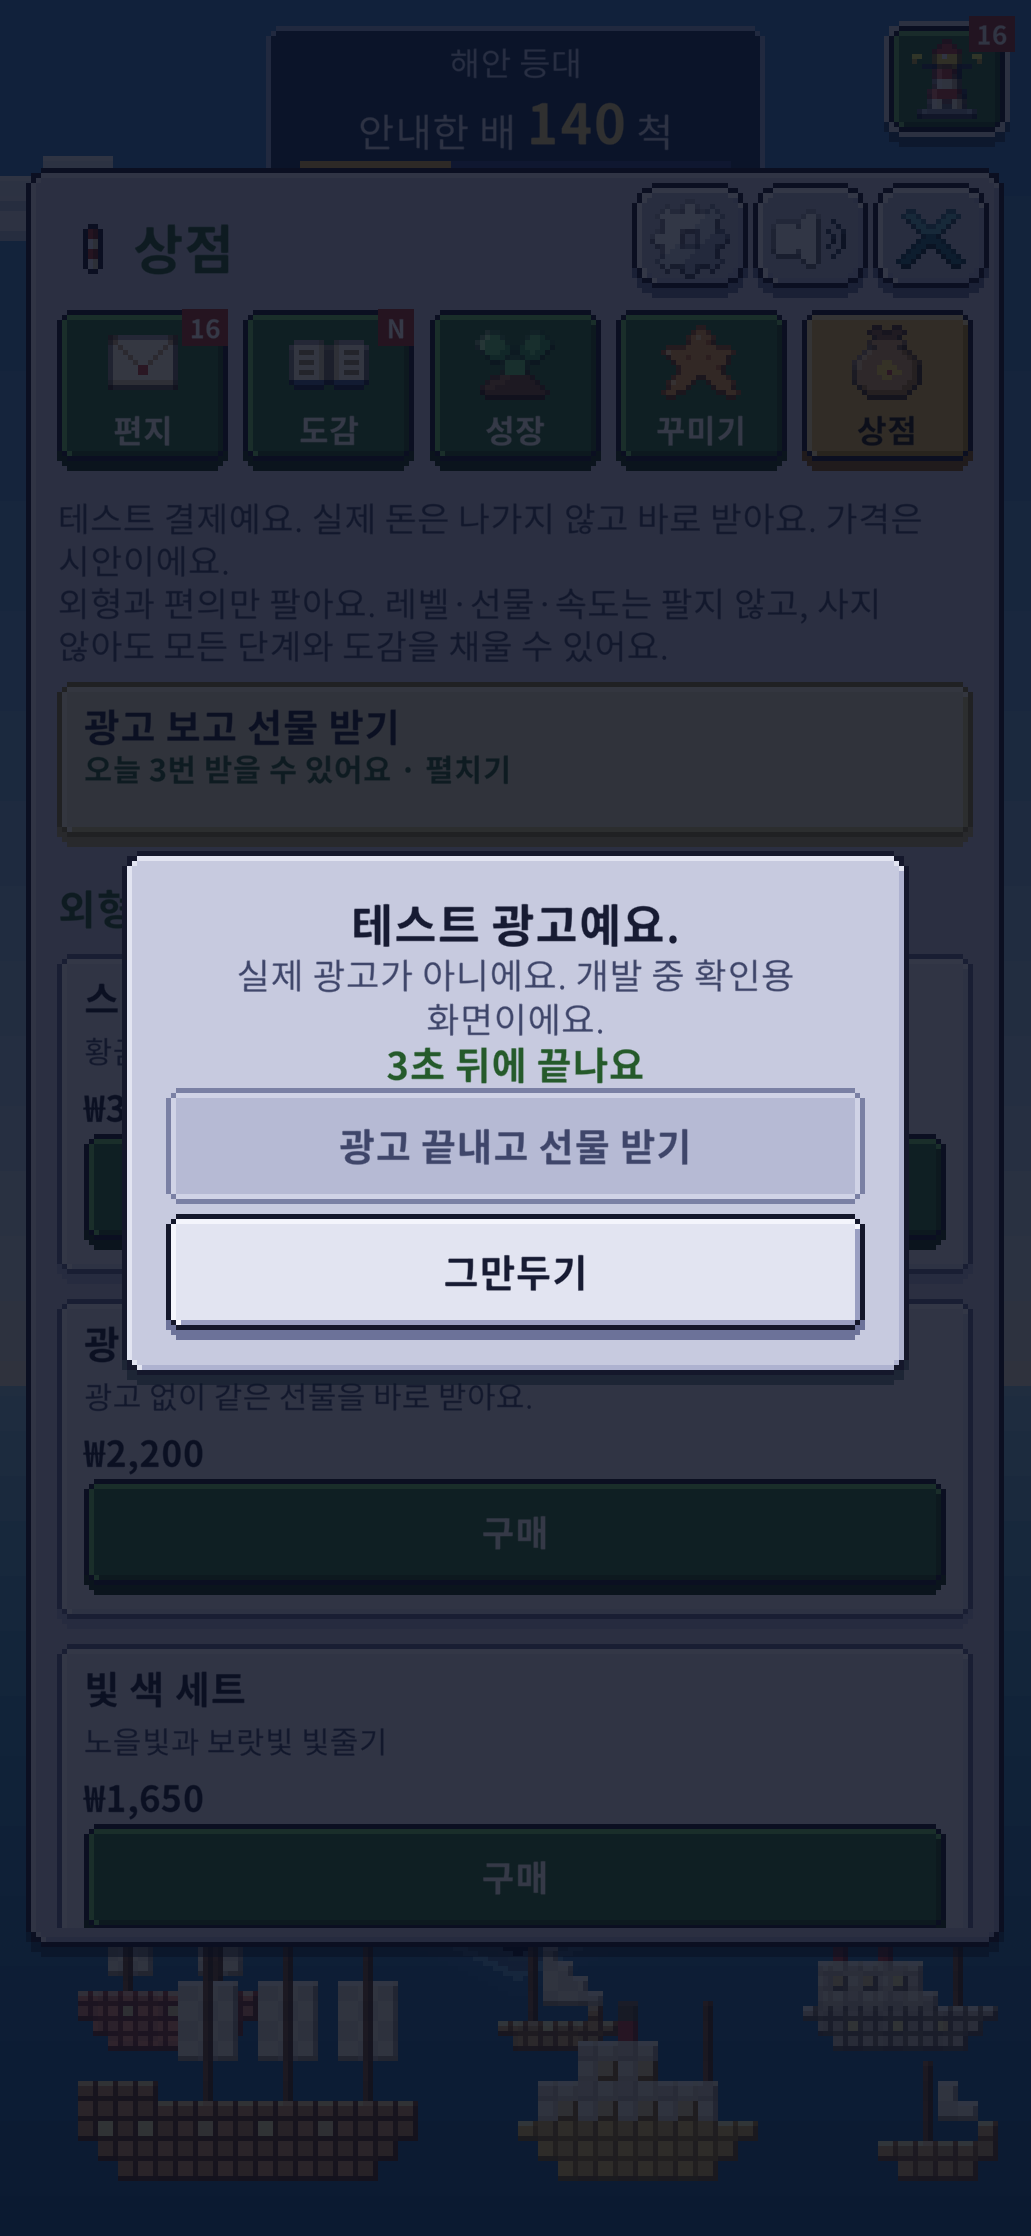 해안 등대
16
안내한 배 140 척
상점
16
N
편지
도감
성장
꾸미기
상점
테스트 결제예요. 실제 돈은 나가지 않고 바로 받아요. 가격은
시안이에요.
외형과 편의만 팔아요. 레벨·선물·속도는 팔지 않고, 사지
않아도 모든 단계와 도감을 채울 수 있어요.
광고 보고 선물 받기
오늘 3번 받을 수 있어요 · 펼치기
테스트 광고예요.
실제 광고가 아니에요. 개발 중 확인용
화면이에요.
3초 뒤에 끝나요
광고 끝내고 선물 받기
그만두기
광고 없이 같은 선물을 바로 받아요.
₩2,200
구매
빛 색 세트
노을빛과 보랏빛 빛줄기
₩1,650
구매